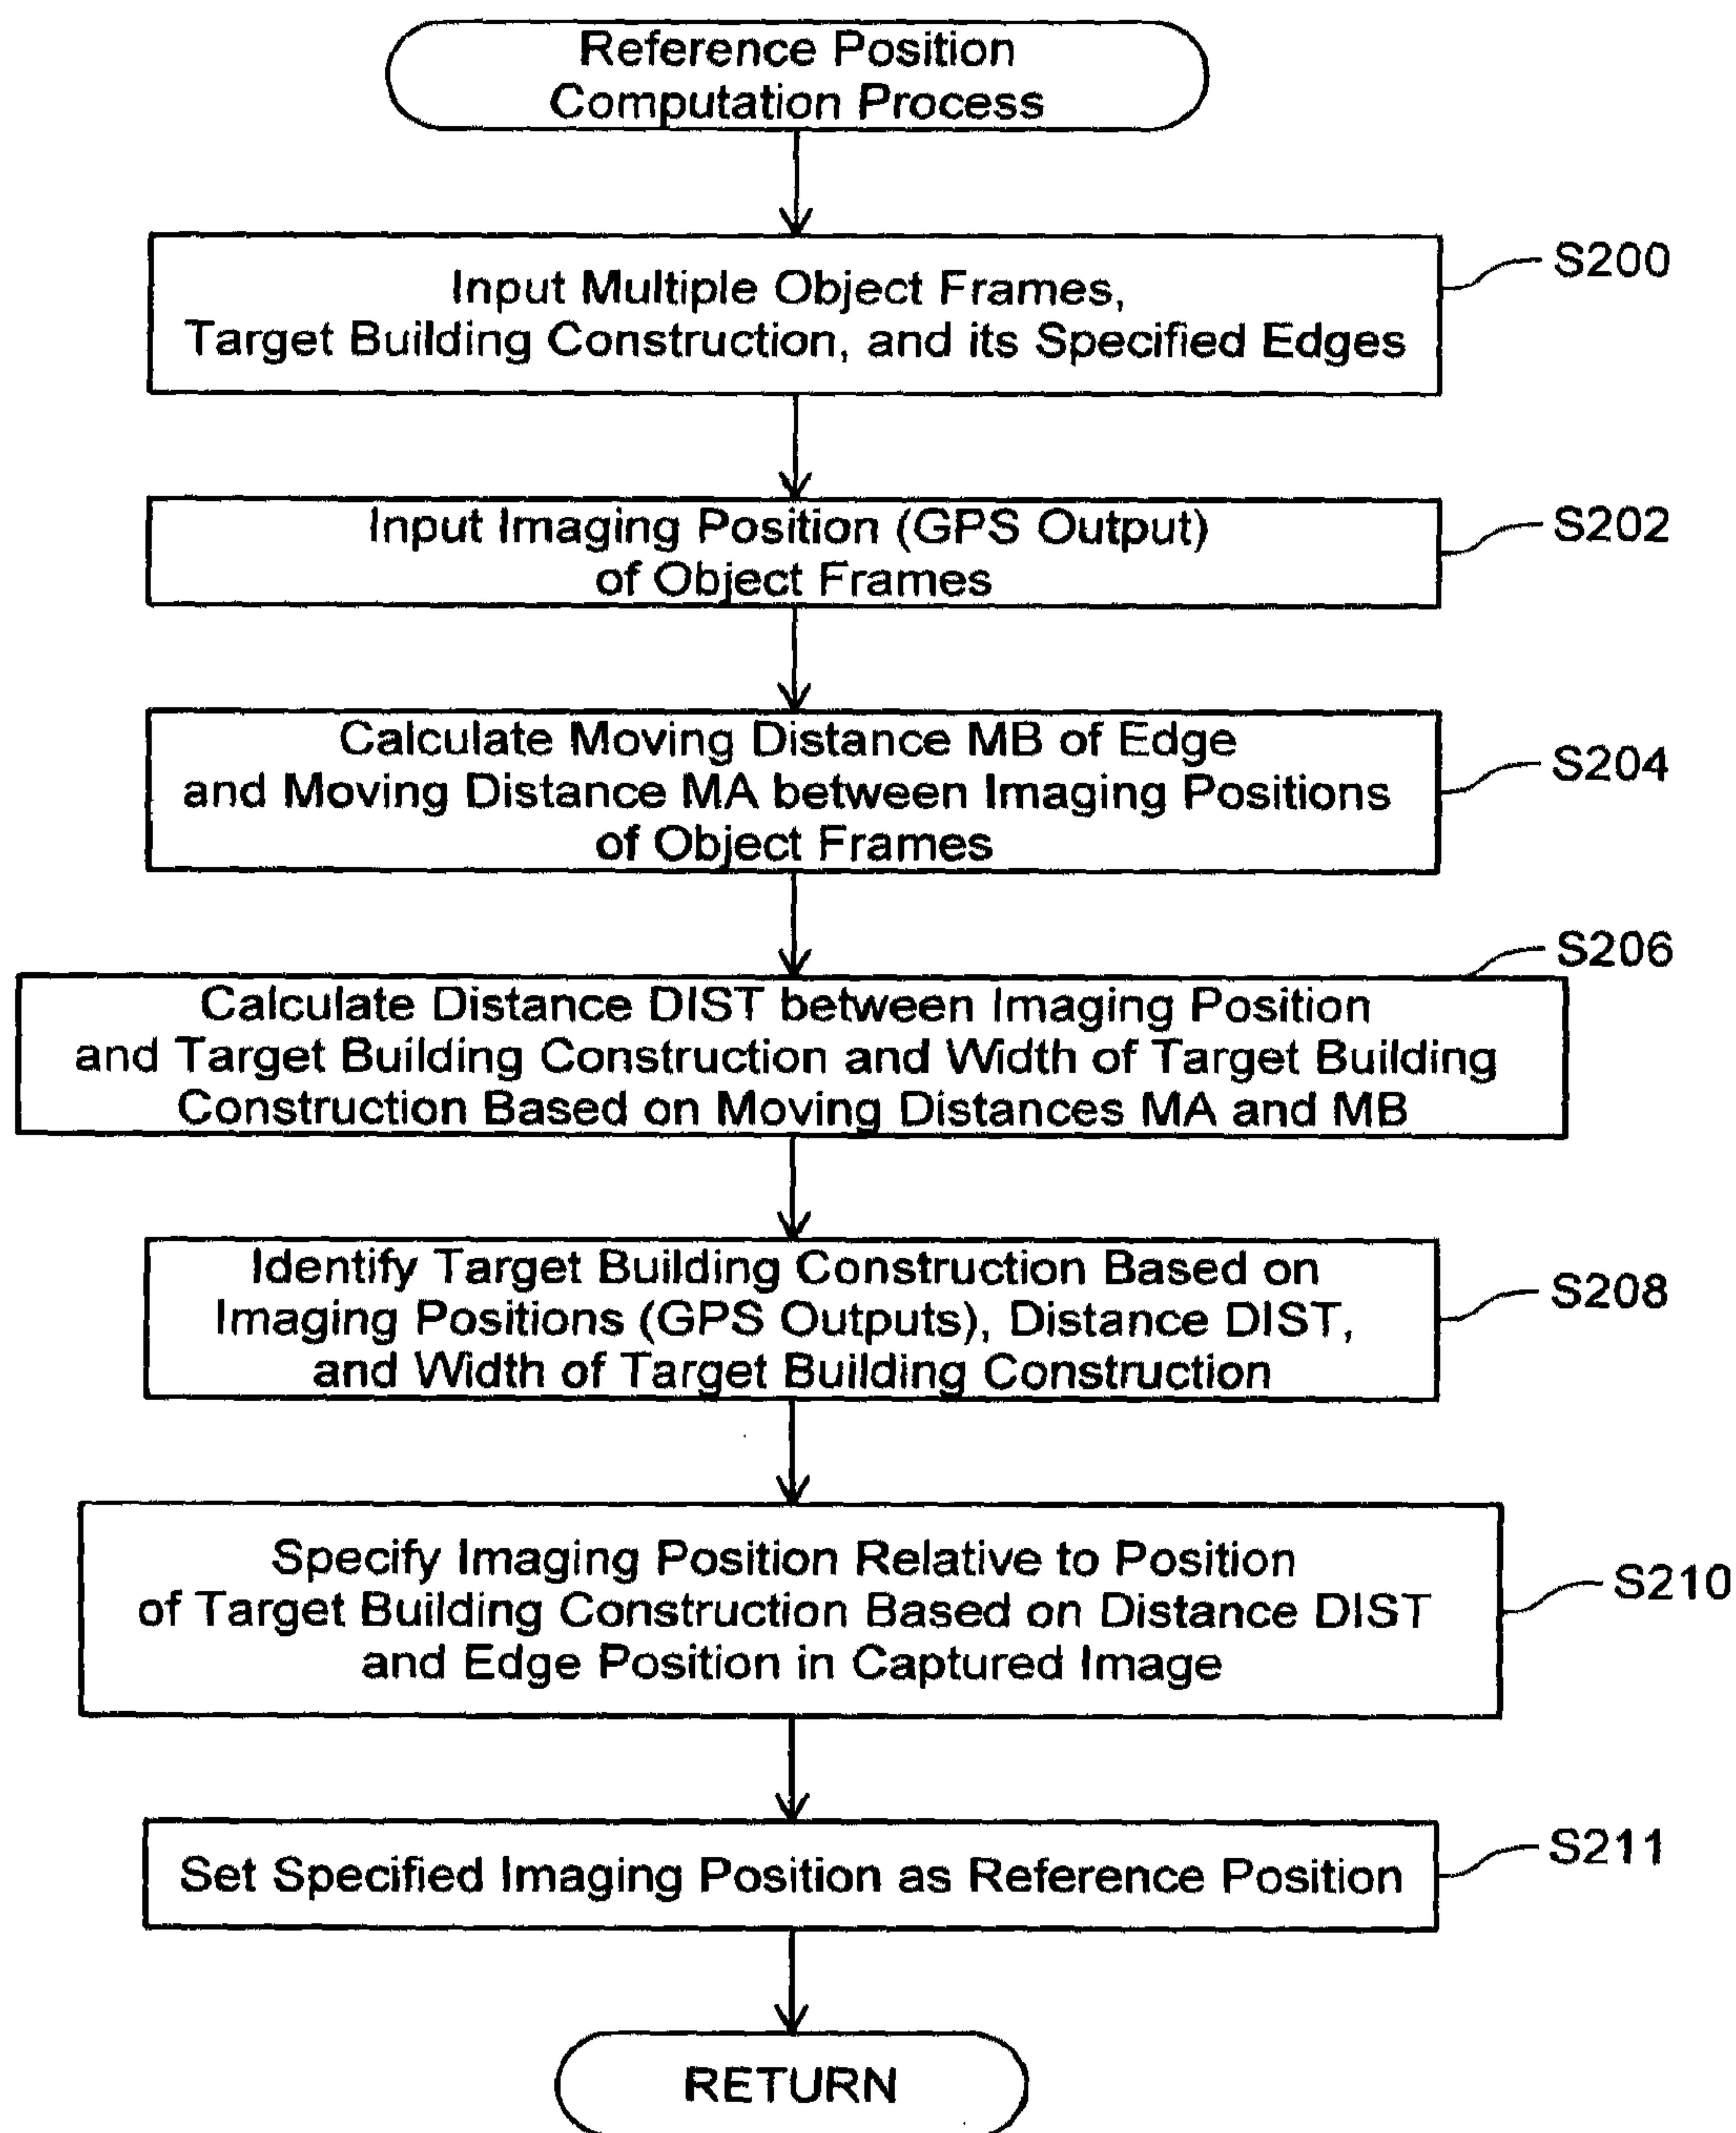 Reference Position
Computation Process
S200
Input Multiple Object Frames,
Target Building Construction, and its Specified Edges
S202
Input Imaging Position (GPS Output)
of Object Frames
S204
Calculate Moving Distance MB of Edge
and Moving Distance MA between Imaging Positions
of Object Frames
S206
Calculate Distance DIST between Imaging Position
and Target Building Construction and Width of Target Building
Construction Based on Moving Distances MA and MB
S208
Identify Target Building Construction Based on
Imaging Positions (GPS Outputs), Distance DIST,
and Width of Target Building Construction
S210
Specify Imaging Position Relative to Position
of Target Building Construction Based on Distance DIST
and Edge Position in Captured Image
S211
Set Specified Imaging Position as Reference Position
RETURN